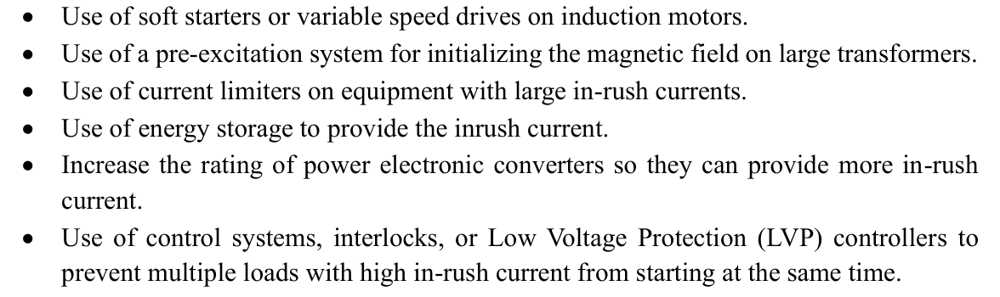 • Use of soft starters or variable speed drives on induction motors.
• Use of a pre-excitation system for initializing the magnetic field on large transformers.
• Use of current limiters on equipment with large in-rush currents.
• Use of energy storage to provide the inrush current.
• Increase the rating of power electronic converters so they can provide more in-rush
current.
• Use of control systems, interlocks, or Low Voltage Protection (LVP) controllers to
prevent multiple loads with high in-rush current from starting at the same time.